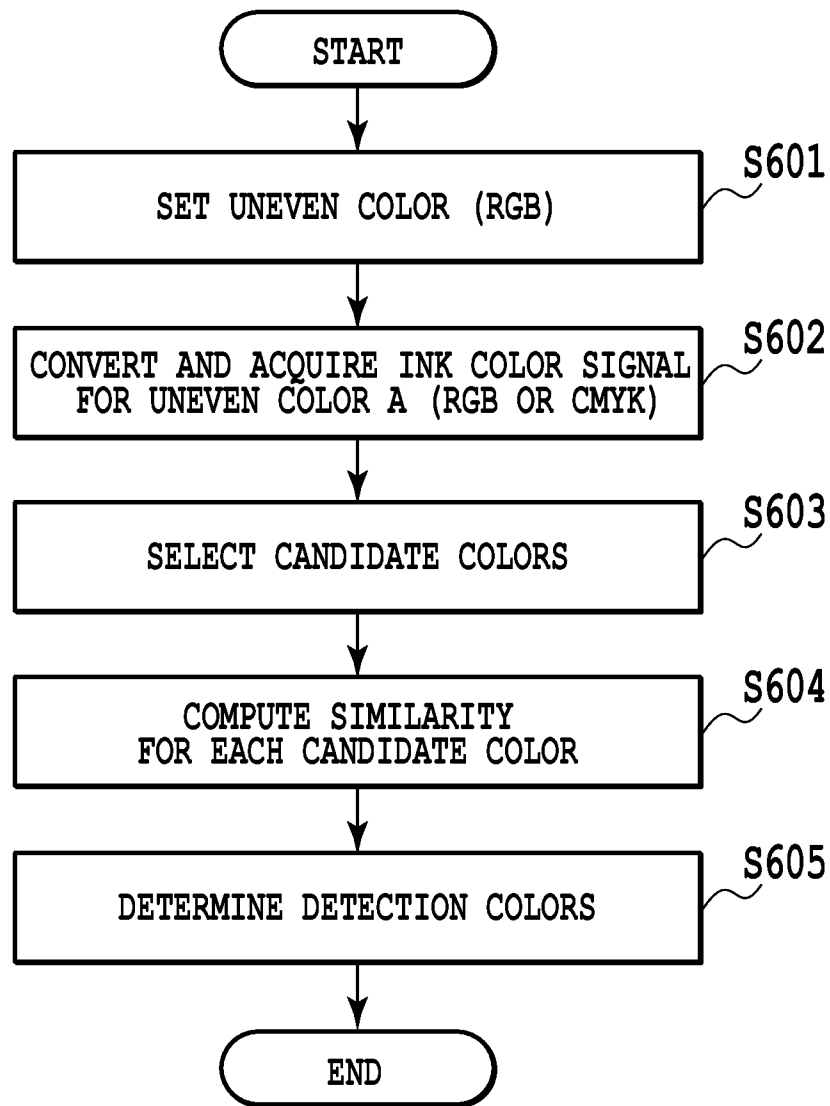 START
S601
SET UNEVEN COLOR (RGB)
S602
CONVERT AND ACQUIRE INK COLOR SIGNAL
FOR UNEVEN COLOR A (RGB OR CMYK)
S603
SELECT CANDIDATE COLORS
S604
COMPUTE SIMILARITY
FOR EACH CANDIDATE COLOR
S605
DETERMINE DETECTION COLORS
END